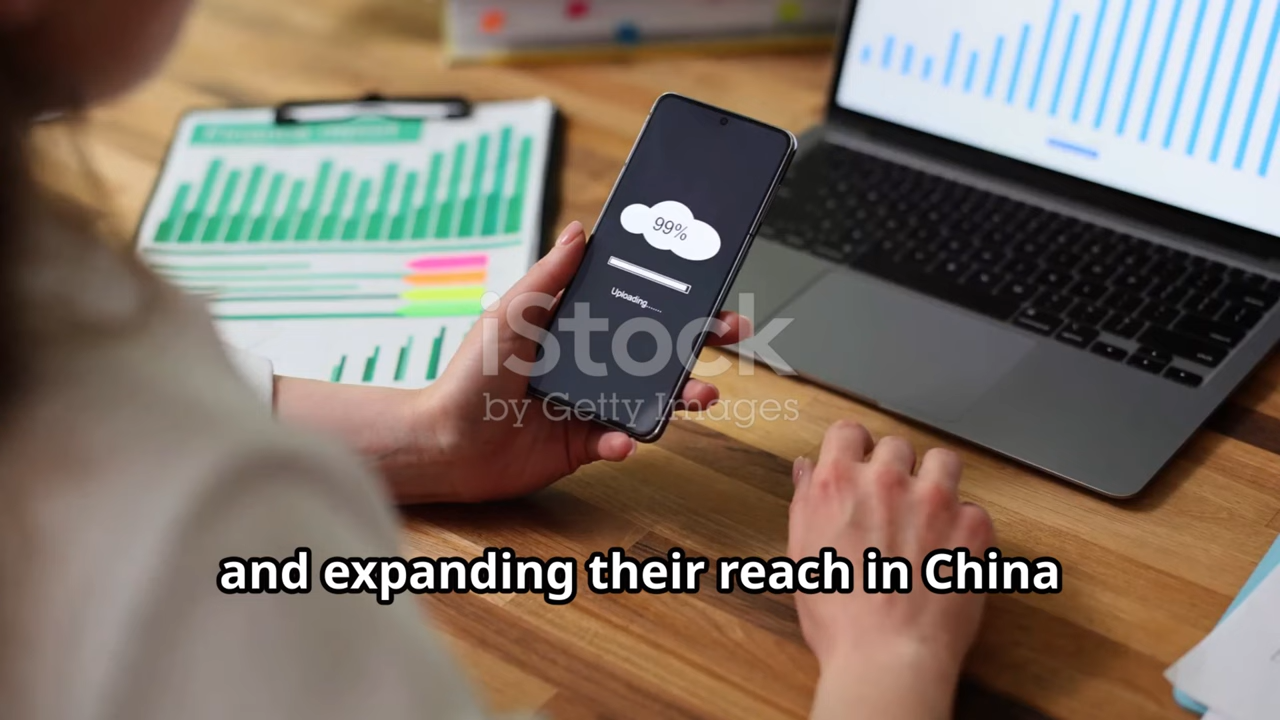 99%
Uploading......
iStock
by Getty Images
and expanding their reach in China